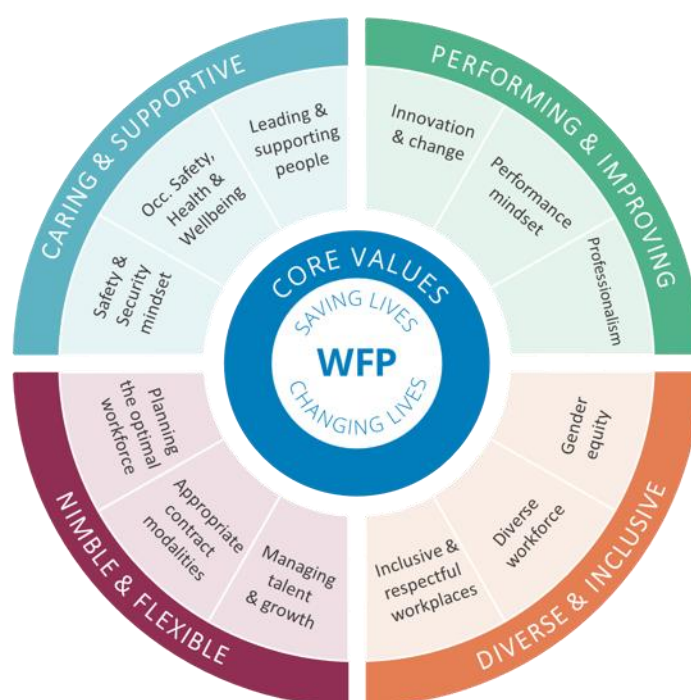 CARING & SUPPORTIVE
Leading &
supporting
people
Occ. Safety,
Health &
Wellbeing
Safety &
Security
mindset
PERFORMING & IMPROVING
Innovation
& change
Performance
mindset
Professionalism
CORE VALUES
SAVING LIVES
WFP
CHANGING LIVES
NIMBLE & FLEXIBLE
Planning
the optimal
workforce
Appropriate
contract
modalities
Managing
talent
& growth
DIVERSE & INCLUSIVE
Gender
equity
Diverse
workforce
Inclusive &
respectful
workplaces